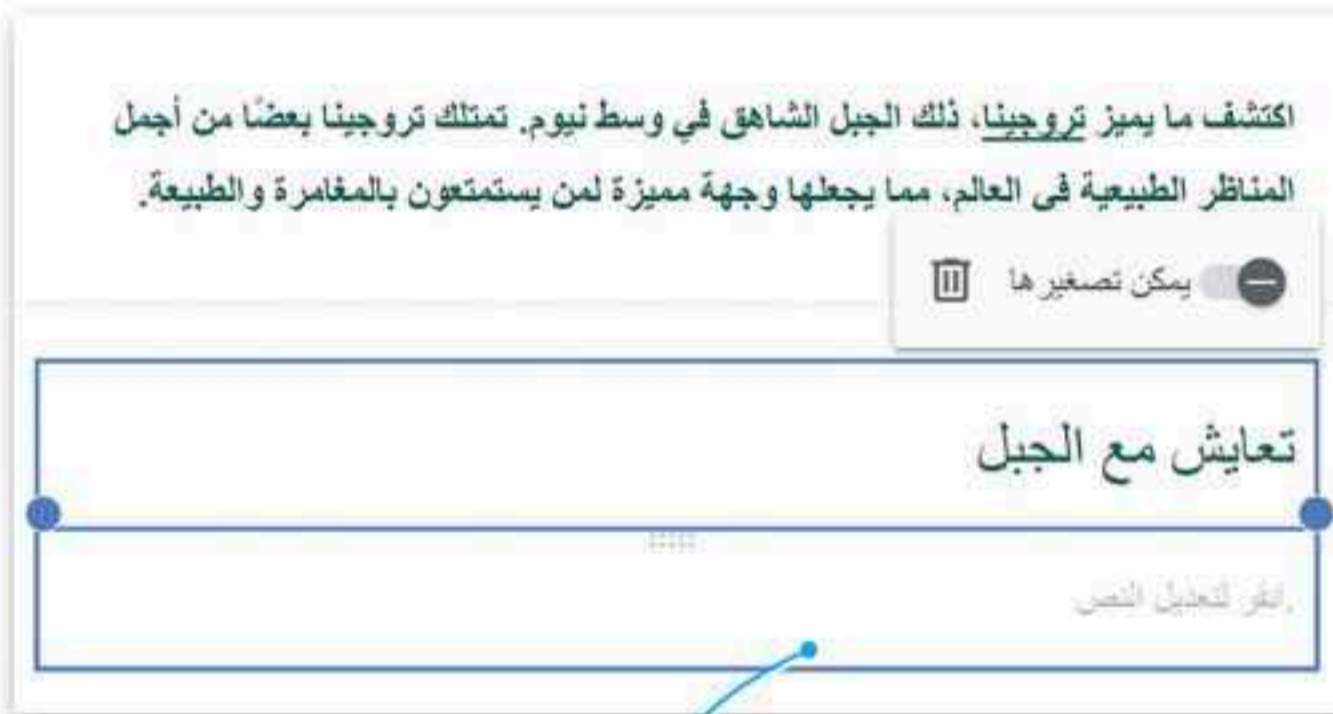 اكتشف ما يميز تروجينا، ذلك الجبل الشاهق في وسط نيوم. تمتلك تروجينا بعضًا من أجمل
المناظر الطبيعية في العالم، مما يجعلها وجهة مميزة لمن يستمتعون بالمغامرة والطبيعة.
يمكن تصغيرها
تعايش مع الجبل
.انقر لتعديل النص